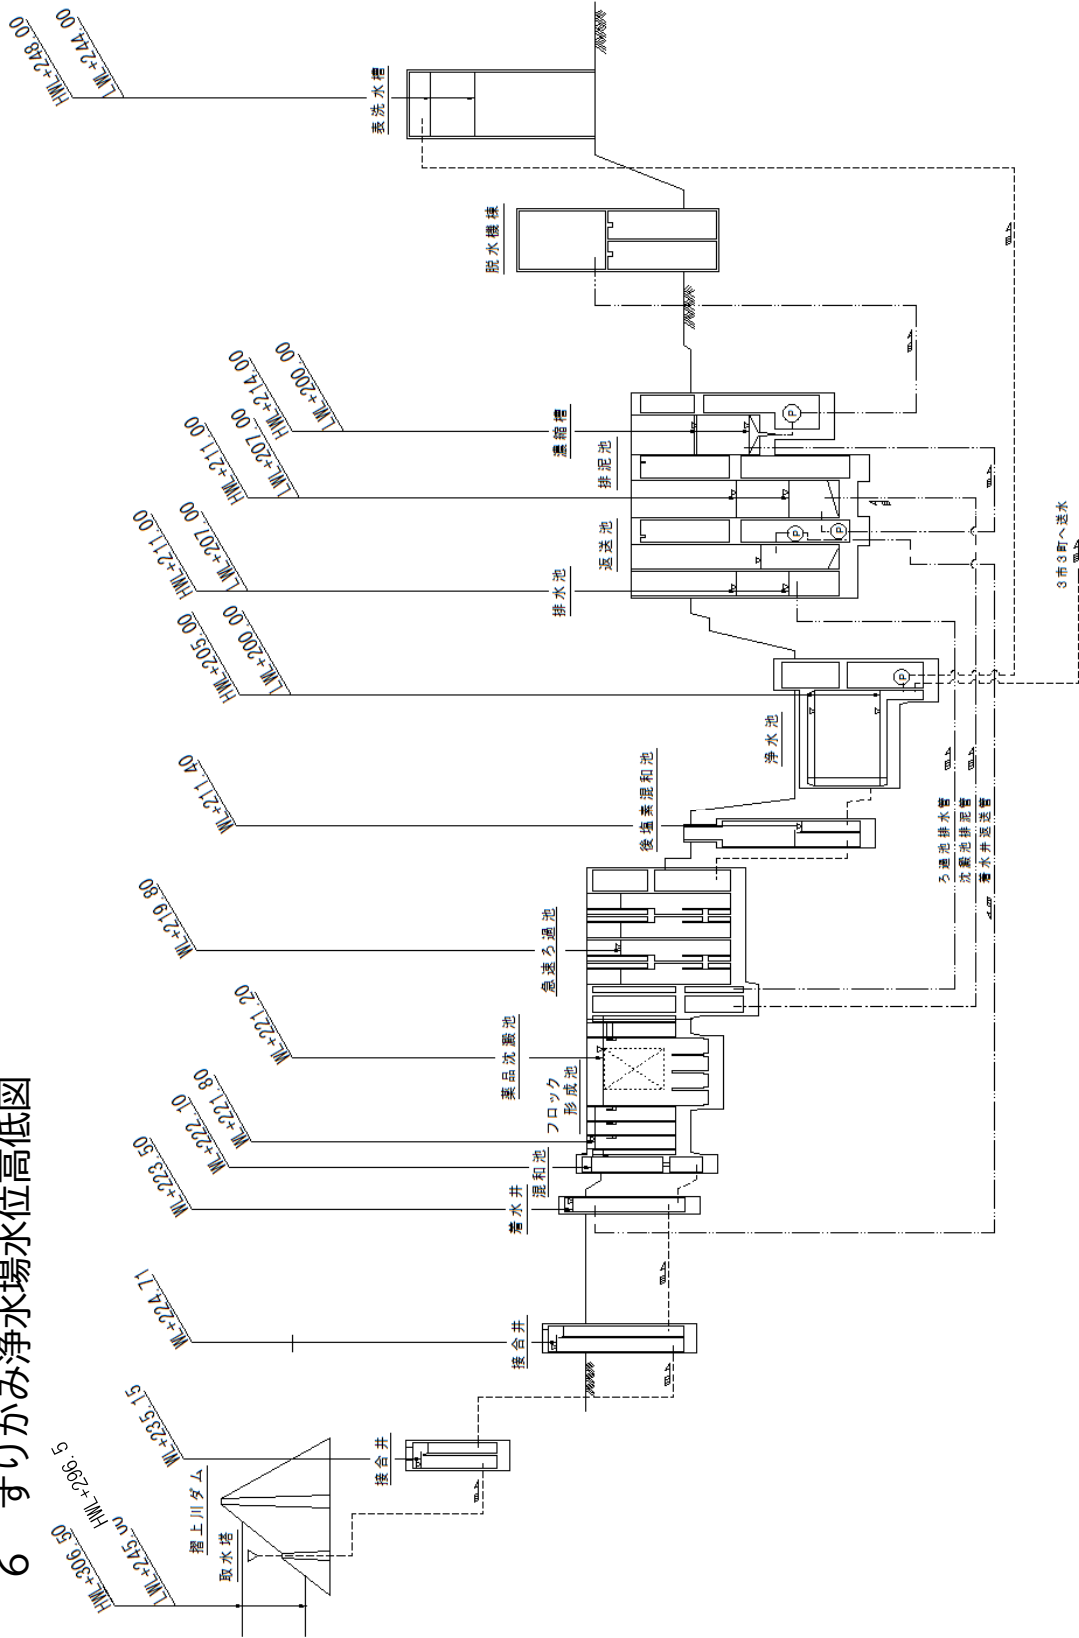 6 すりかみ浄水場水位高低図
HWL+306.50
LWL+245.00
HWL+296.5
取水塔
摺上川ダム
WL+235.15
接合井
WL+224.71
接合井
WL+223.50
着水井
WL+222.10
混和池
WL+221.80
フロック
形成池
WL+221.20
薬品沈澱池
WL+219.80
急速ろ過池
WL+211.40
後塩素混和池
HWL+205.00
LWL+200.00
浄水池
HWL+211.00
LWL+207.00
排水池
返送池
HWL+211.00
LWL+207.00
排泥池
HWL+214.00
LWL+200.00
濃縮槽
脱水機棟
HWL+248.00
LWL+244.00
表洗水槽
P
P
P
P
ろ過池排水管
沈澱池排泥管
着水井返送管
3市3町へ送水